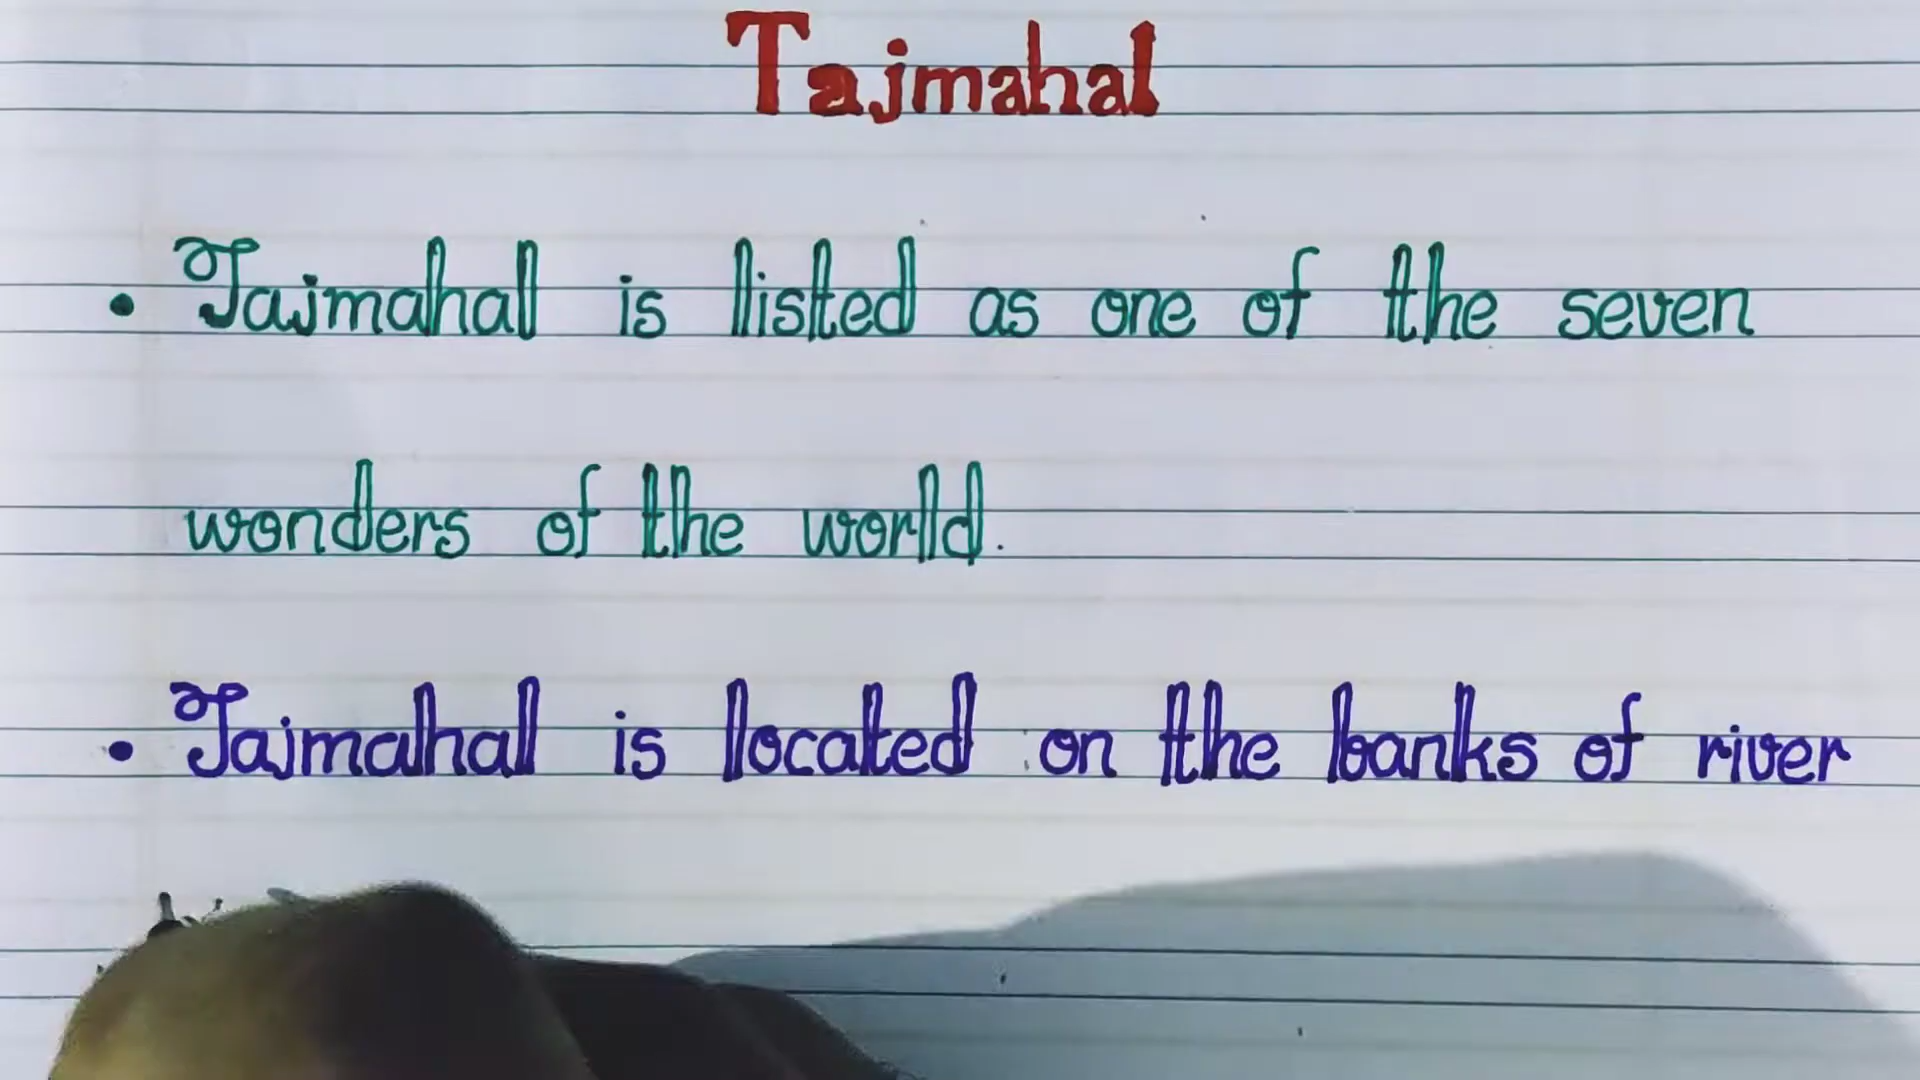 Tajmahal
• Tajmahal is listed as one of the seven
wonders of the world.
• Tajmahal is located on the banks of river